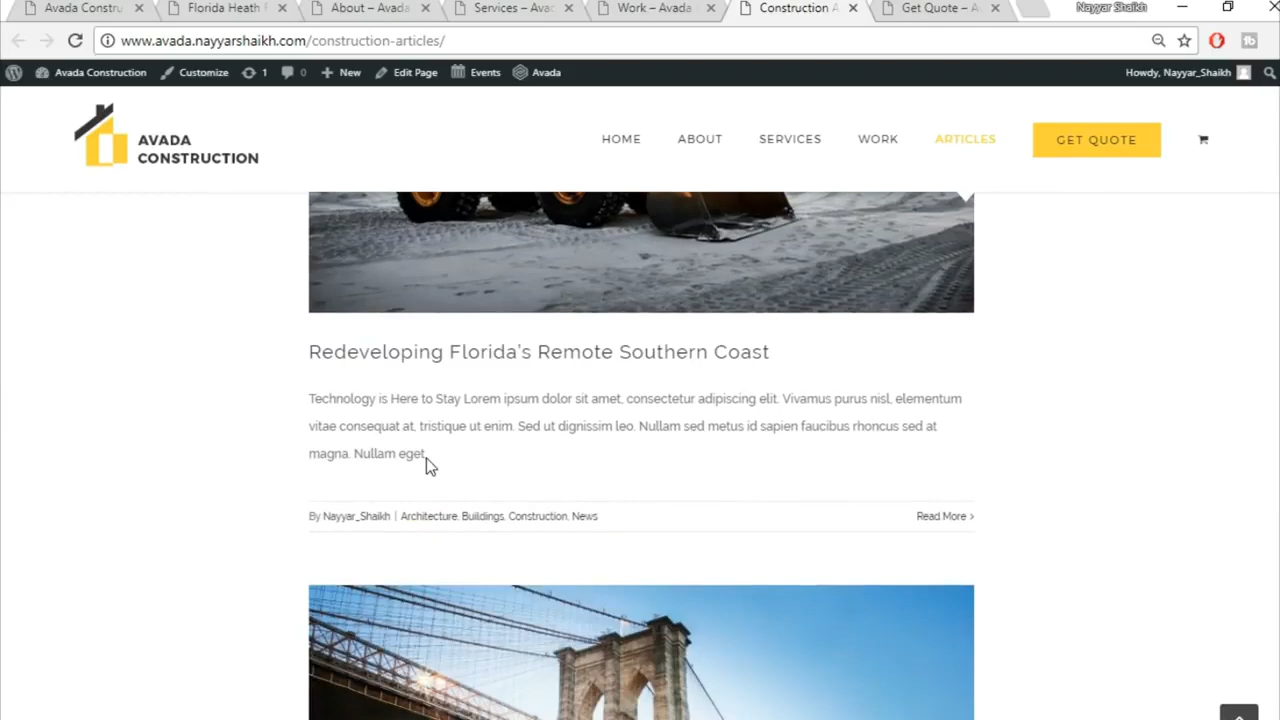 Avada Constru
Florida Heath
About – Avada
Services – Avad
Work – Avada
Construction A
Get Quote – Av
Nayyar Shaikh
www.avada.nayyarshaikh.com/construction-articles/
Avada Construction
Customize
1
0
New
Edit Page
Events
Avada
Howdy, Nayyar_Shaikh
AVADA
CONSTRUCTION
HOME
ABOUT
SERVICES
WORK
ARTICLES
GET QUOTE
Redeveloping Florida's Remote Southern Coast
Technology is Here to Stay Lorem ipsum dolor sit amet, consectetur adipiscing elit. Vivamus purus nisl, elementum
vitae consequat at, tristique ut enim. Sed ut dignissim leo. Nullam sed metus id sapien faucibus rhoncus sed at
magna. Nullam eget
By Nayyar_Shaikh | Architecture, Buildings, Construction, News
Read More >